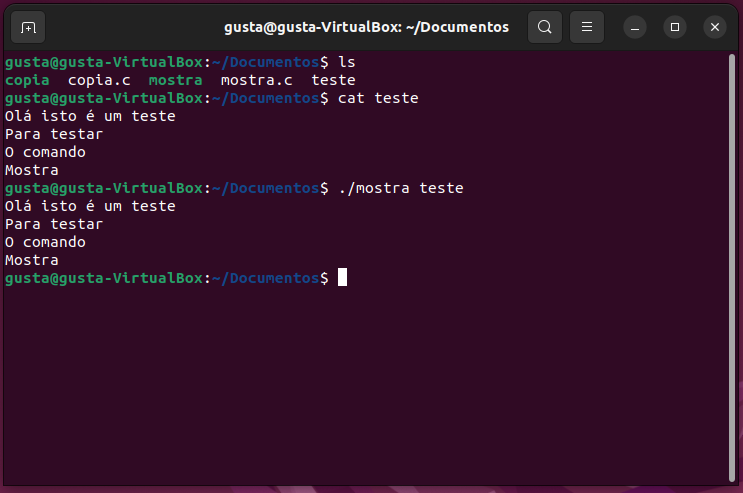 gusta@gusta-VirtualBox: ~/Documentos
gusta@gusta-VirtualBox:~/Documentos$ ls
copia  copia.c  mostra  mostra.c  teste
gusta@gusta-VirtualBox:~/Documentos$ cat teste
Olá isto é um teste
Para testar
O comando
Mostra
gusta@gusta-VirtualBox:~/Documentos$ ./mostra teste
Olá isto é um teste
Para testar
O comando
Mostra
gusta@gusta-VirtualBox:~/Documentos$